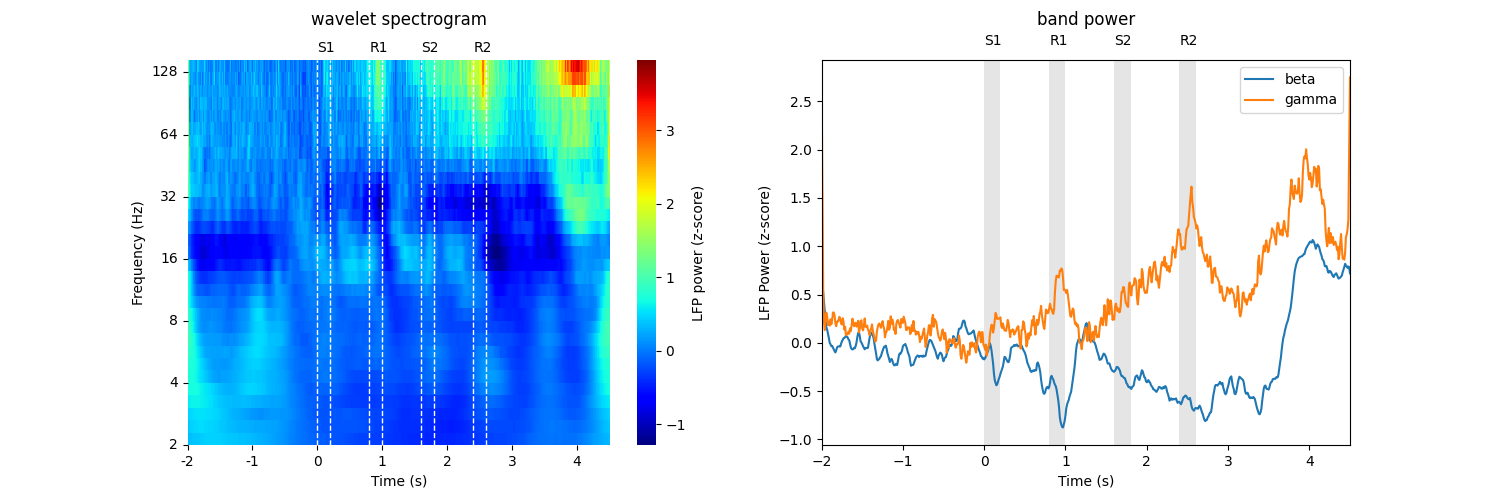 wavelet spectrogram
S1 R1 S2 R2
128
64
32
16
8
4
2
Frequency (Hz)
-2 -1 0 1 2 3 4
Time (s)
3
2
1
0
−1
LFP power (z-score)
band power
S1 R1 S2 R2
beta
gamma
2.5
2.0
1.5
1.0
0.5
0.0
−0.5
−1.0
LFP Power (z-score)
−2 −1 0 1 2 3 4
Time (s)